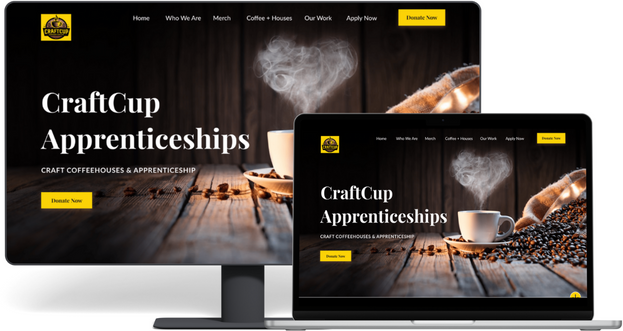 CRAFTCUP
Home Who We Are Merch Coffee + Houses Our Work Apply Now Donate Now
CraftCup
Apprenticeships
CRAFT COFFEEHOUSES & APPRENTICESHIP
Donate Now
CRAFTCUP
Home Who We Are Merch Coffee + Houses Our Work Apply Now Donate Now
CraftCup
Apprenticeships
CRAFT COFFEEHOUSES & APPRENTICESHIP
Donate Now